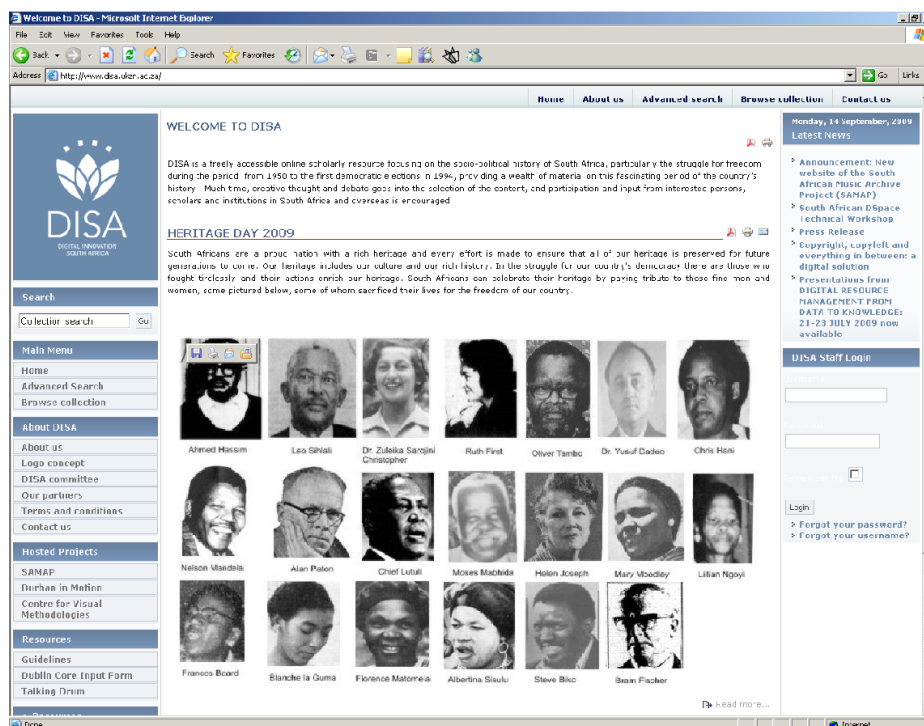 Welcome to DISA - Microsoft Internet Explorer
File Edit View Favorites Tools Help
Back Search Favorites
Address http://www.disa.ukzn.ac.za/ Go Links
Home About us Advanced search Browse collection Contact us
DISA
DIGITAL INNOVATION
SOUTH AFRICA
Search
Collection search Go
Main Menu
Home
Advanced Search
Browse collection
About DISA
About us
Logo concept
DISA committee
Our partners
Terms and conditions
Contact us
Hosted Projects
SAMAP
Durban in Motion
Centre for Visual
Methodologies
Resources
Guidelines
Dublin Core Input Form
Talking Drum
WELCOME TO DISA
DISA is a freely accessible online scholarly resource focusing on the socio-political history of South Africa, particularly the struggle for freedom
during the period from 1950 to the first democratic elections in 1994, providing a wealth of material on this fascinating period of the country's
history. Much time, creative thought and debate goes into the selection of the content, and participation and input from interested persons,
scholars and institutions in South Africa and overseas is encouraged
HERITAGE DAY 2009
South Africans are a proud nation with a rich heritage and every effort is made to ensure that all of our heritage is preserved for future
generations to come. Our heritage includes our culture and our rich history. In the struggle for our country's democracy there are those who
fought tirelessly and their actions enrich our heritage. South Africans can celebrate their heritage by paying tribute to these fine men and
women, some pictured below, some of whom sacrificed their lives for the freedom of our country.
Ahmed Hassim Leo Sihlali Dr. Zuleika Sarojini Ruth First Oliver Tambo Dr. Yusuf Dadoo Chris Hani
Christopher
Nelson Mandela Alan Paton Chief Lutuli Moses Mabhida Helen Joseph Mary Moodley Lillian Ngoyi
Frances Baard Blanche la Guma Florence Matomela Albertina Sisulu Steve Biko Bram Fischer
Read more...
Monday, 14 September, 2009
Latest News
Announcement: New
website of the South
African Music Archive
Project (SAMAP)
South African DSpace
Technical Workshop
Press Release
Copyright, copyleft and
everything in between: a
digital solution
Presentations from
DIGITAL RESOURCE
MANAGEMENT FROM
DATA TO KNOWLEDGE:
21-23 JULY 2009 now
available
DISA Staff Login
Login
Forgot your password?
Forgot your username?
Done Internet